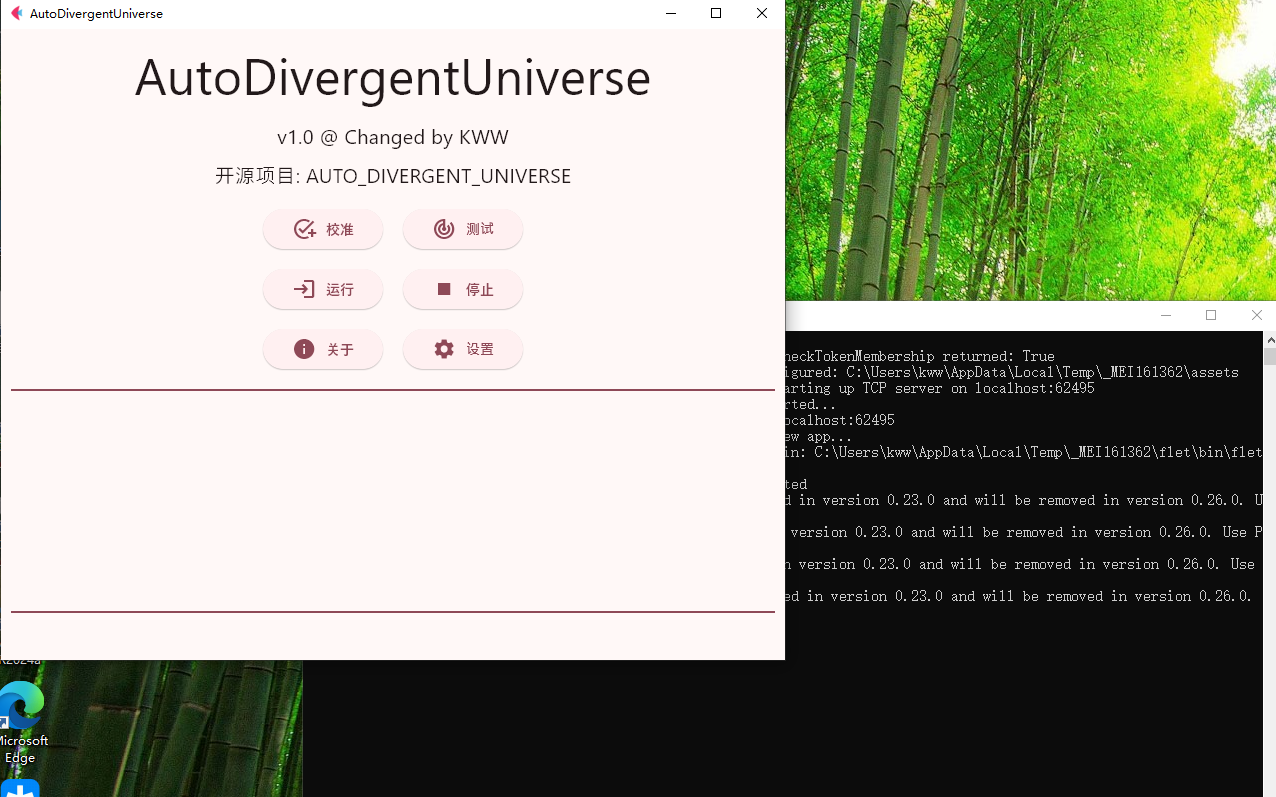 AutoDivergentUniverse
AutoDivergentUniverse
v1.0 @ Changed by KWW
开源项目: AUTO_DIVERGENT_UNIVERSE
校准
测试
运行
停止
关于
设置
heckTokenMembership returned: True
igured: C:\Users\kww\AppData\Local\Temp\_MEI161362\assets
arting up TCP server on localhost:62495
rted...
ocalhost:62495
ew app...
in: C:\Users\kww\AppData\Local\Temp\_MEI161362\flet\bin\flet
ted
d in version 0.23.0 and will be removed in version 0.26.0. U
version 0.23.0 and will be removed in version 0.26.0. Use P
n version 0.23.0 and will be removed in version 0.26.0. Use
ed in version 0.23.0 and will be removed in version 0.26.0.
Microsoft
Edge